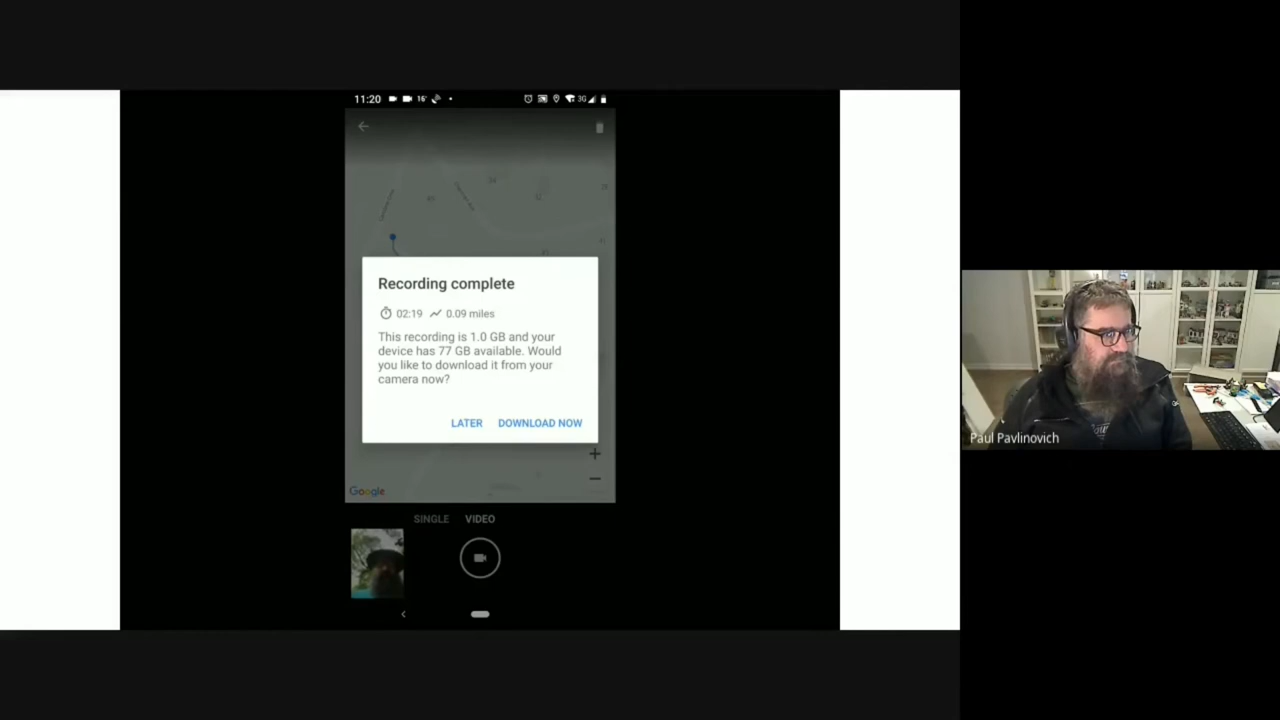 11:20
16°
3G
Recording complete
02:19
0.09 miles
This recording is 1.0 GB and your
device has 77 GB available. Would
you like to download it from your
camera now?
LATER
DOWNLOAD NOW
Google
SINGLE
VIDEO
Paul Pavlinovich